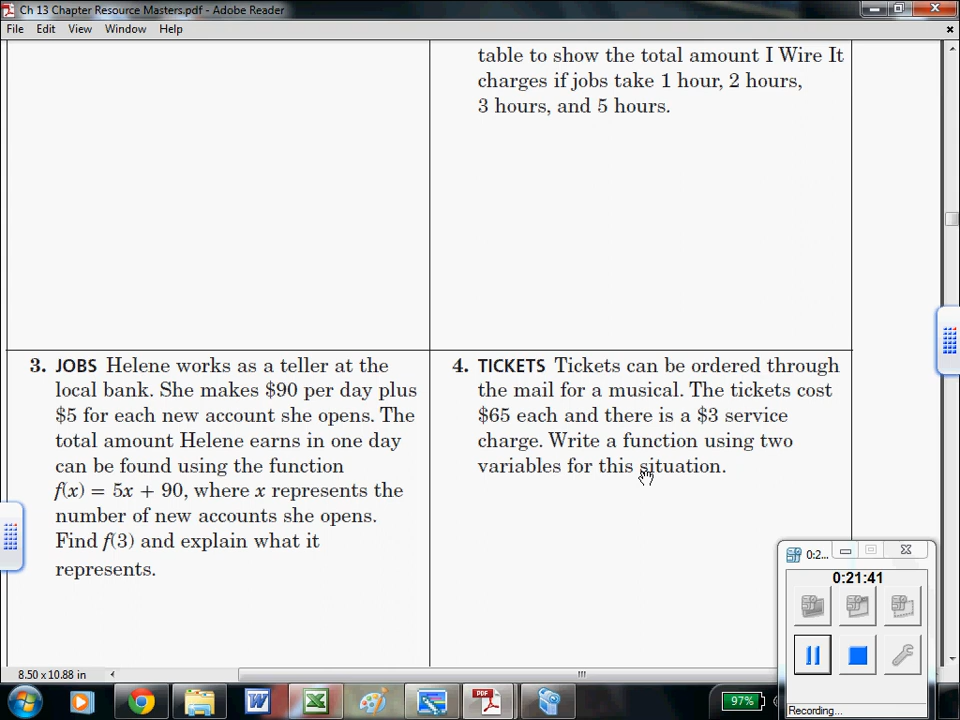 Ch 13 Chapter Resource Masters.pdf - Adobe Reader
File Edit View Window Help
table to show the total amount I Wire It
charges if jobs take 1 hour, 2 hours,
3 hours, and 5 hours.
3. JOBS Helene works as a teller at the
local bank. She makes $90 per day plus
$5 for each new account she opens. The
total amount Helene earns in one day
can be found using the function
f(x) = 5x + 90, where x represents the
number of new accounts she opens.
Find f(3) and explain what it
represents.
4. TICKETS Tickets can be ordered through
the mail for a musical. The tickets cost
$65 each and there is a $3 service
charge. Write a function using two
variables for this situation.
0:2...
0:21:41
Recording...
8.50 x 10.88 in
W
PDF
97%